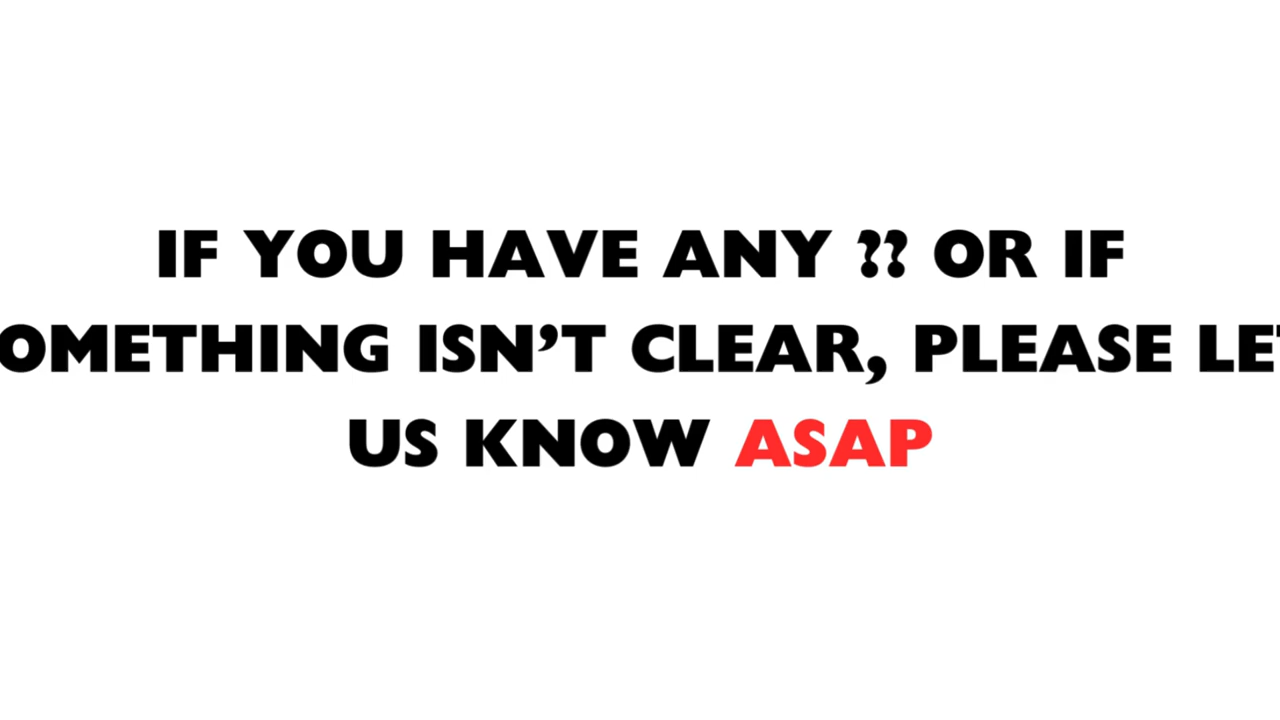 IF YOU HAVE ANY ?? OR IF
OMETHING ISN’T CLEAR, PLEASE LE
US KNOW ASAP